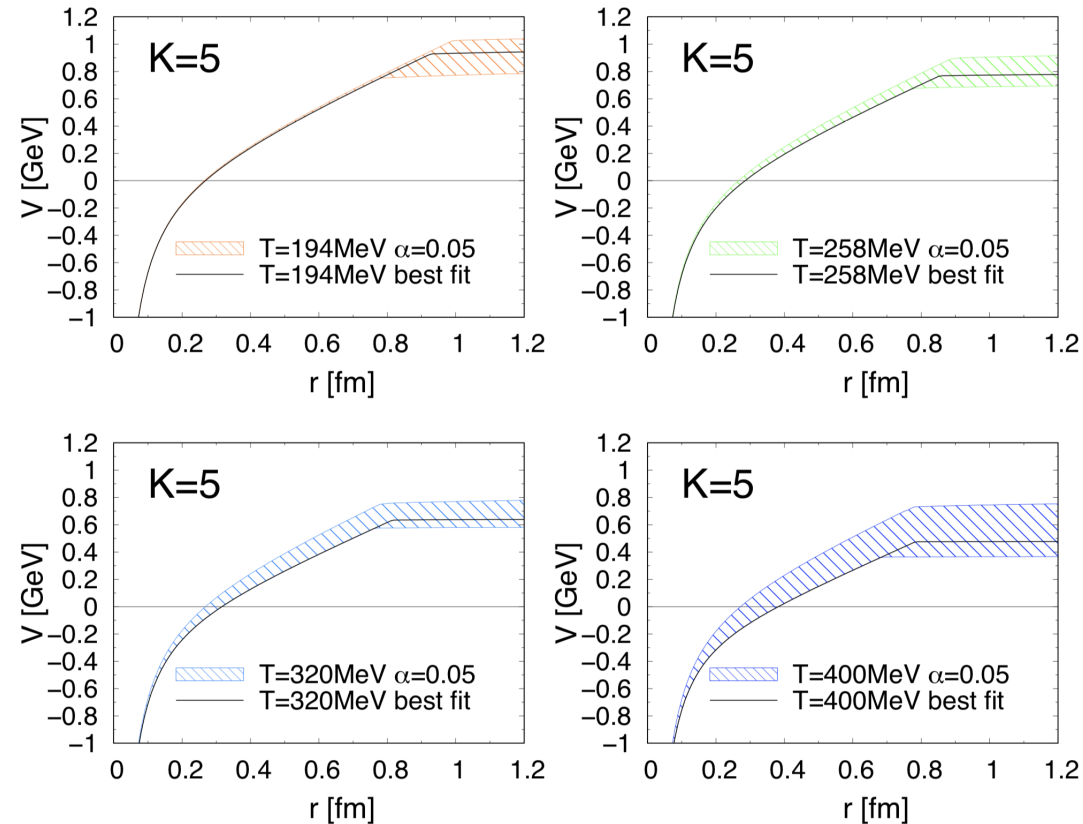 K=5
V [GeV]
1.2
1
0.8
0.6
0.4
0.2
0
−0.2
−0.4
−0.6
−0.8
−1
T=194MeV α=0.05
T=194MeV best fit
0 0.2 0.4 0.6 0.8 1 1.2
r [fm]
K=5
V [GeV]
1.2
1
0.8
0.6
0.4
0.2
0
−0.2
−0.4
−0.6
−0.8
−1
T=258MeV α=0.05
T=258MeV best fit
0 0.2 0.4 0.6 0.8 1 1.2
r [fm]
K=5
V [GeV]
1.2
1
0.8
0.6
0.4
0.2
0
−0.2
−0.4
−0.6
−0.8
−1
T=320MeV α=0.05
T=320MeV best fit
0 0.2 0.4 0.6 0.8 1 1.2
r [fm]
K=5
V [GeV]
1.2
1
0.8
0.6
0.4
0.2
0
−0.2
−0.4
−0.6
−0.8
−1
T=400MeV α=0.05
T=400MeV best fit
0 0.2 0.4 0.6 0.8 1 1.2
r [fm]